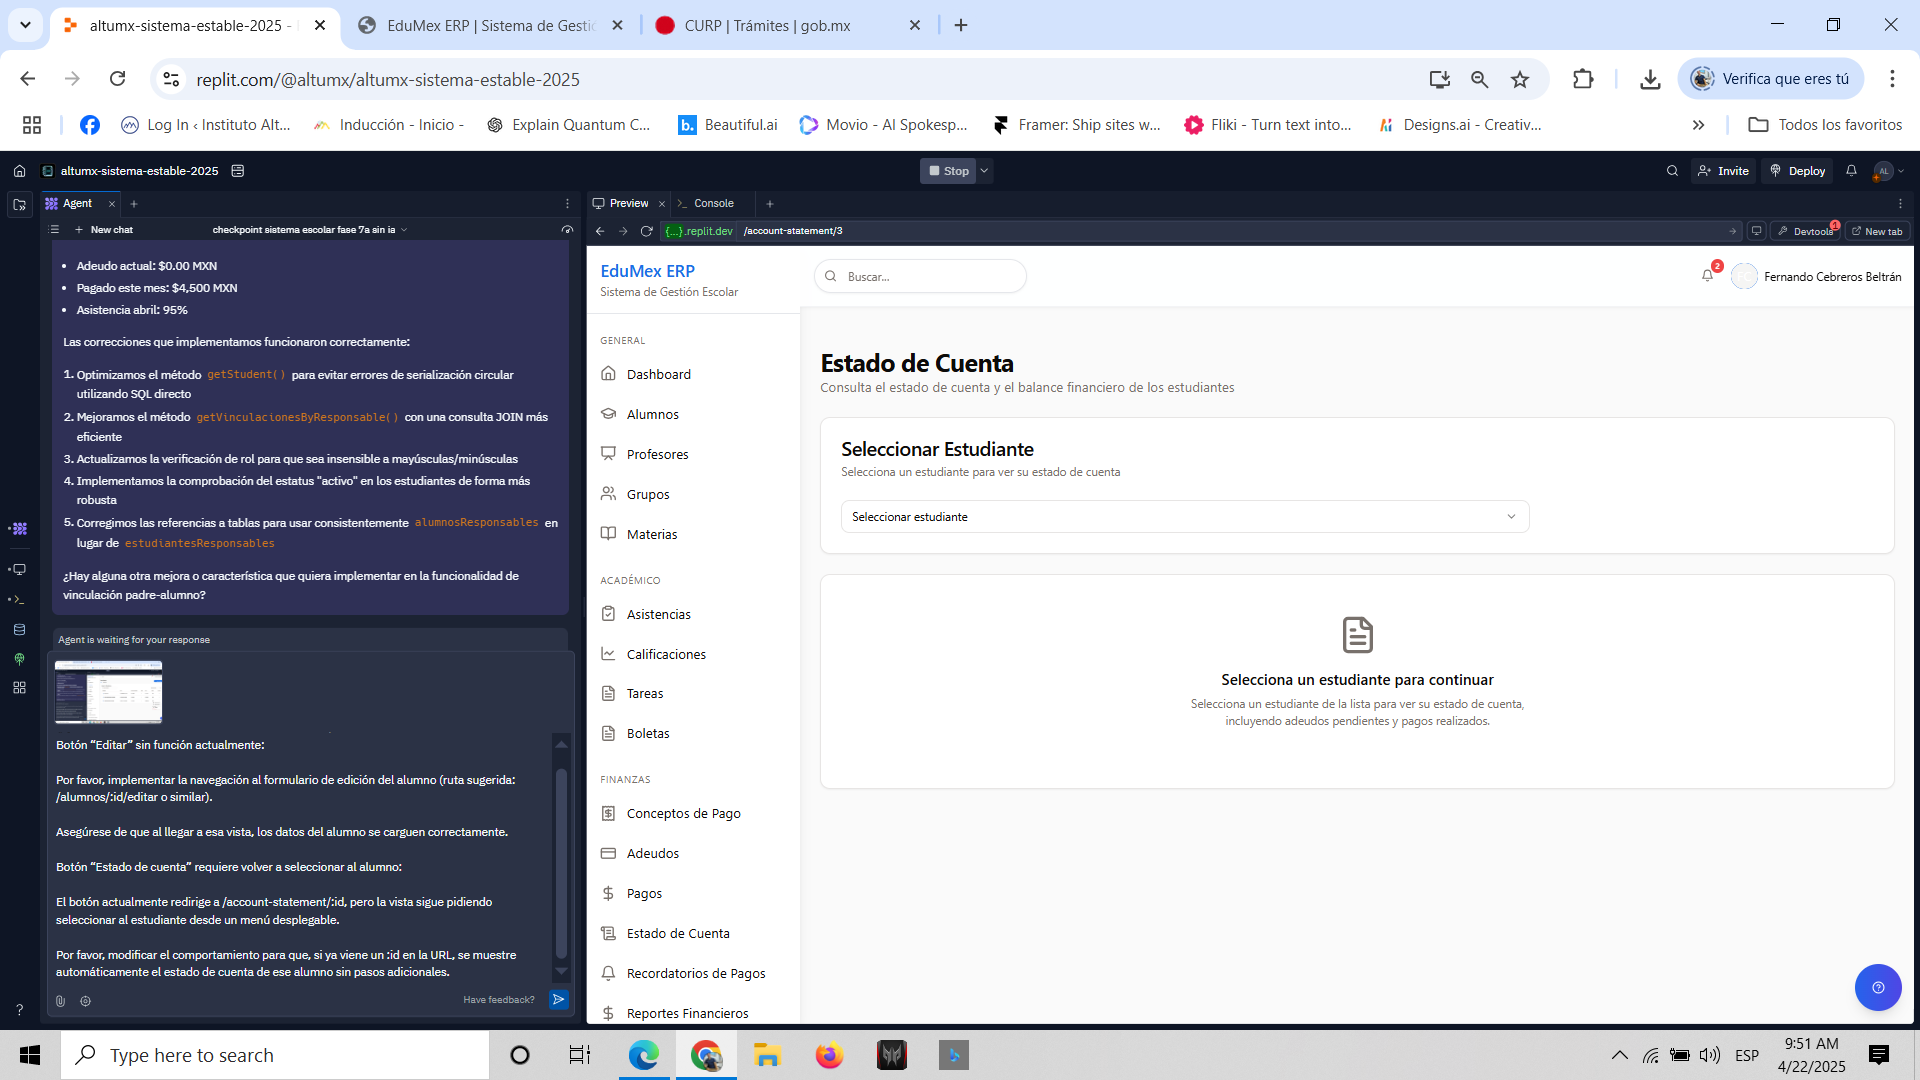 altumx-sistema-estable-2025 -
EduMex ERP | Sistema de Gestió
CURP | Trámites | gob.mx
replit.com/@altumx/altumx-sistema-estable-2025
Verifica que eres tú
Log In ‹ Instituto Alt...
Inducción - Inicio -
Explain Quantum C...
b. Beautiful.ai
Movio - AI Spokesp...
Framer: Ship sites w...
Fliki - Turn text into...
Designs.ai - Creativ...
Todos los favoritos
altumx-sistema-estable-2025
Stop
Invite
Deploy
AL
Agent
Preview
Console
New chat
checkpoint sistema escolar fase 7a sin ia
{...}.replit.dev
/account-statement/3
Devtools
1
New tab
Adeudo actual: $0.00 MXN
Pagado este mes: $4,500 MXN
Asistencia abril: 95%
Las correcciones que implementamos funcionaron correctamente:
1. Optimizamos el método getStudent() para evitar errores de serialización circular
utilizando SQL directo
2. Mejoramos el método getVinculacionesByResponsable() con una consulta JOIN más
eficiente
3. Actualizamos la verificación de rol para que sea insensible a mayúsculas/minúsculas
4. Implementamos la comprobación del estatus "activo" en los estudiantes de forma más
robusta
5. Corregimos las referencias a tablas para usar consistentemente alumnosResponsables en
lugar de estudiantesResponsables
¿Hay alguna otra mejora o característica que quiera implementar en la funcionalidad de
vinculación padre-alumno?
Agent is waiting for your response
Botón “Editar” sin función actualmente:
Por favor, implementar la navegación al formulario de edición del alumno (ruta sugerida:
/alumnos/:id/editar o similar).
Asegúrese de que al llegar a esa vista, los datos del alumno se carguen correctamente.
Botón “Estado de cuenta” requiere volver a seleccionar al alumno:
El botón actualmente redirige a /account-statement/:id, pero la vista sigue pidiendo
seleccionar al estudiante desde un menú desplegable.
Por favor, modificar el comportamiento para que, si ya viene un :id en la URL, se muestre
automáticamente el estado de cuenta de ese alumno sin pasos adicionales.
Have feedback?
EduMex ERP
Sistema de Gestión Escolar
Buscar...
2
Fernando Cebreros Beltrán
GENERAL
Dashboard
Alumnos
Profesores
Grupos
Materias
ACADÉMICO
Asistencias
Calificaciones
Tareas
Boletas
FINANZAS
Conceptos de Pago
Adeudos
Pagos
Estado de Cuenta
Recordatorios de Pagos
Reportes Financieros
Estado de Cuenta
Consulta el estado de cuenta y el balance financiero de los estudiantes
Seleccionar Estudiante
Selecciona un estudiante para ver su estado de cuenta
Seleccionar estudiante
Selecciona un estudiante para continuar
Selecciona un estudiante de la lista para ver su estado de cuenta,
incluyendo adeudos pendientes y pagos realizados.
Type here to search
ESP
9:51 AM
4/22/2025